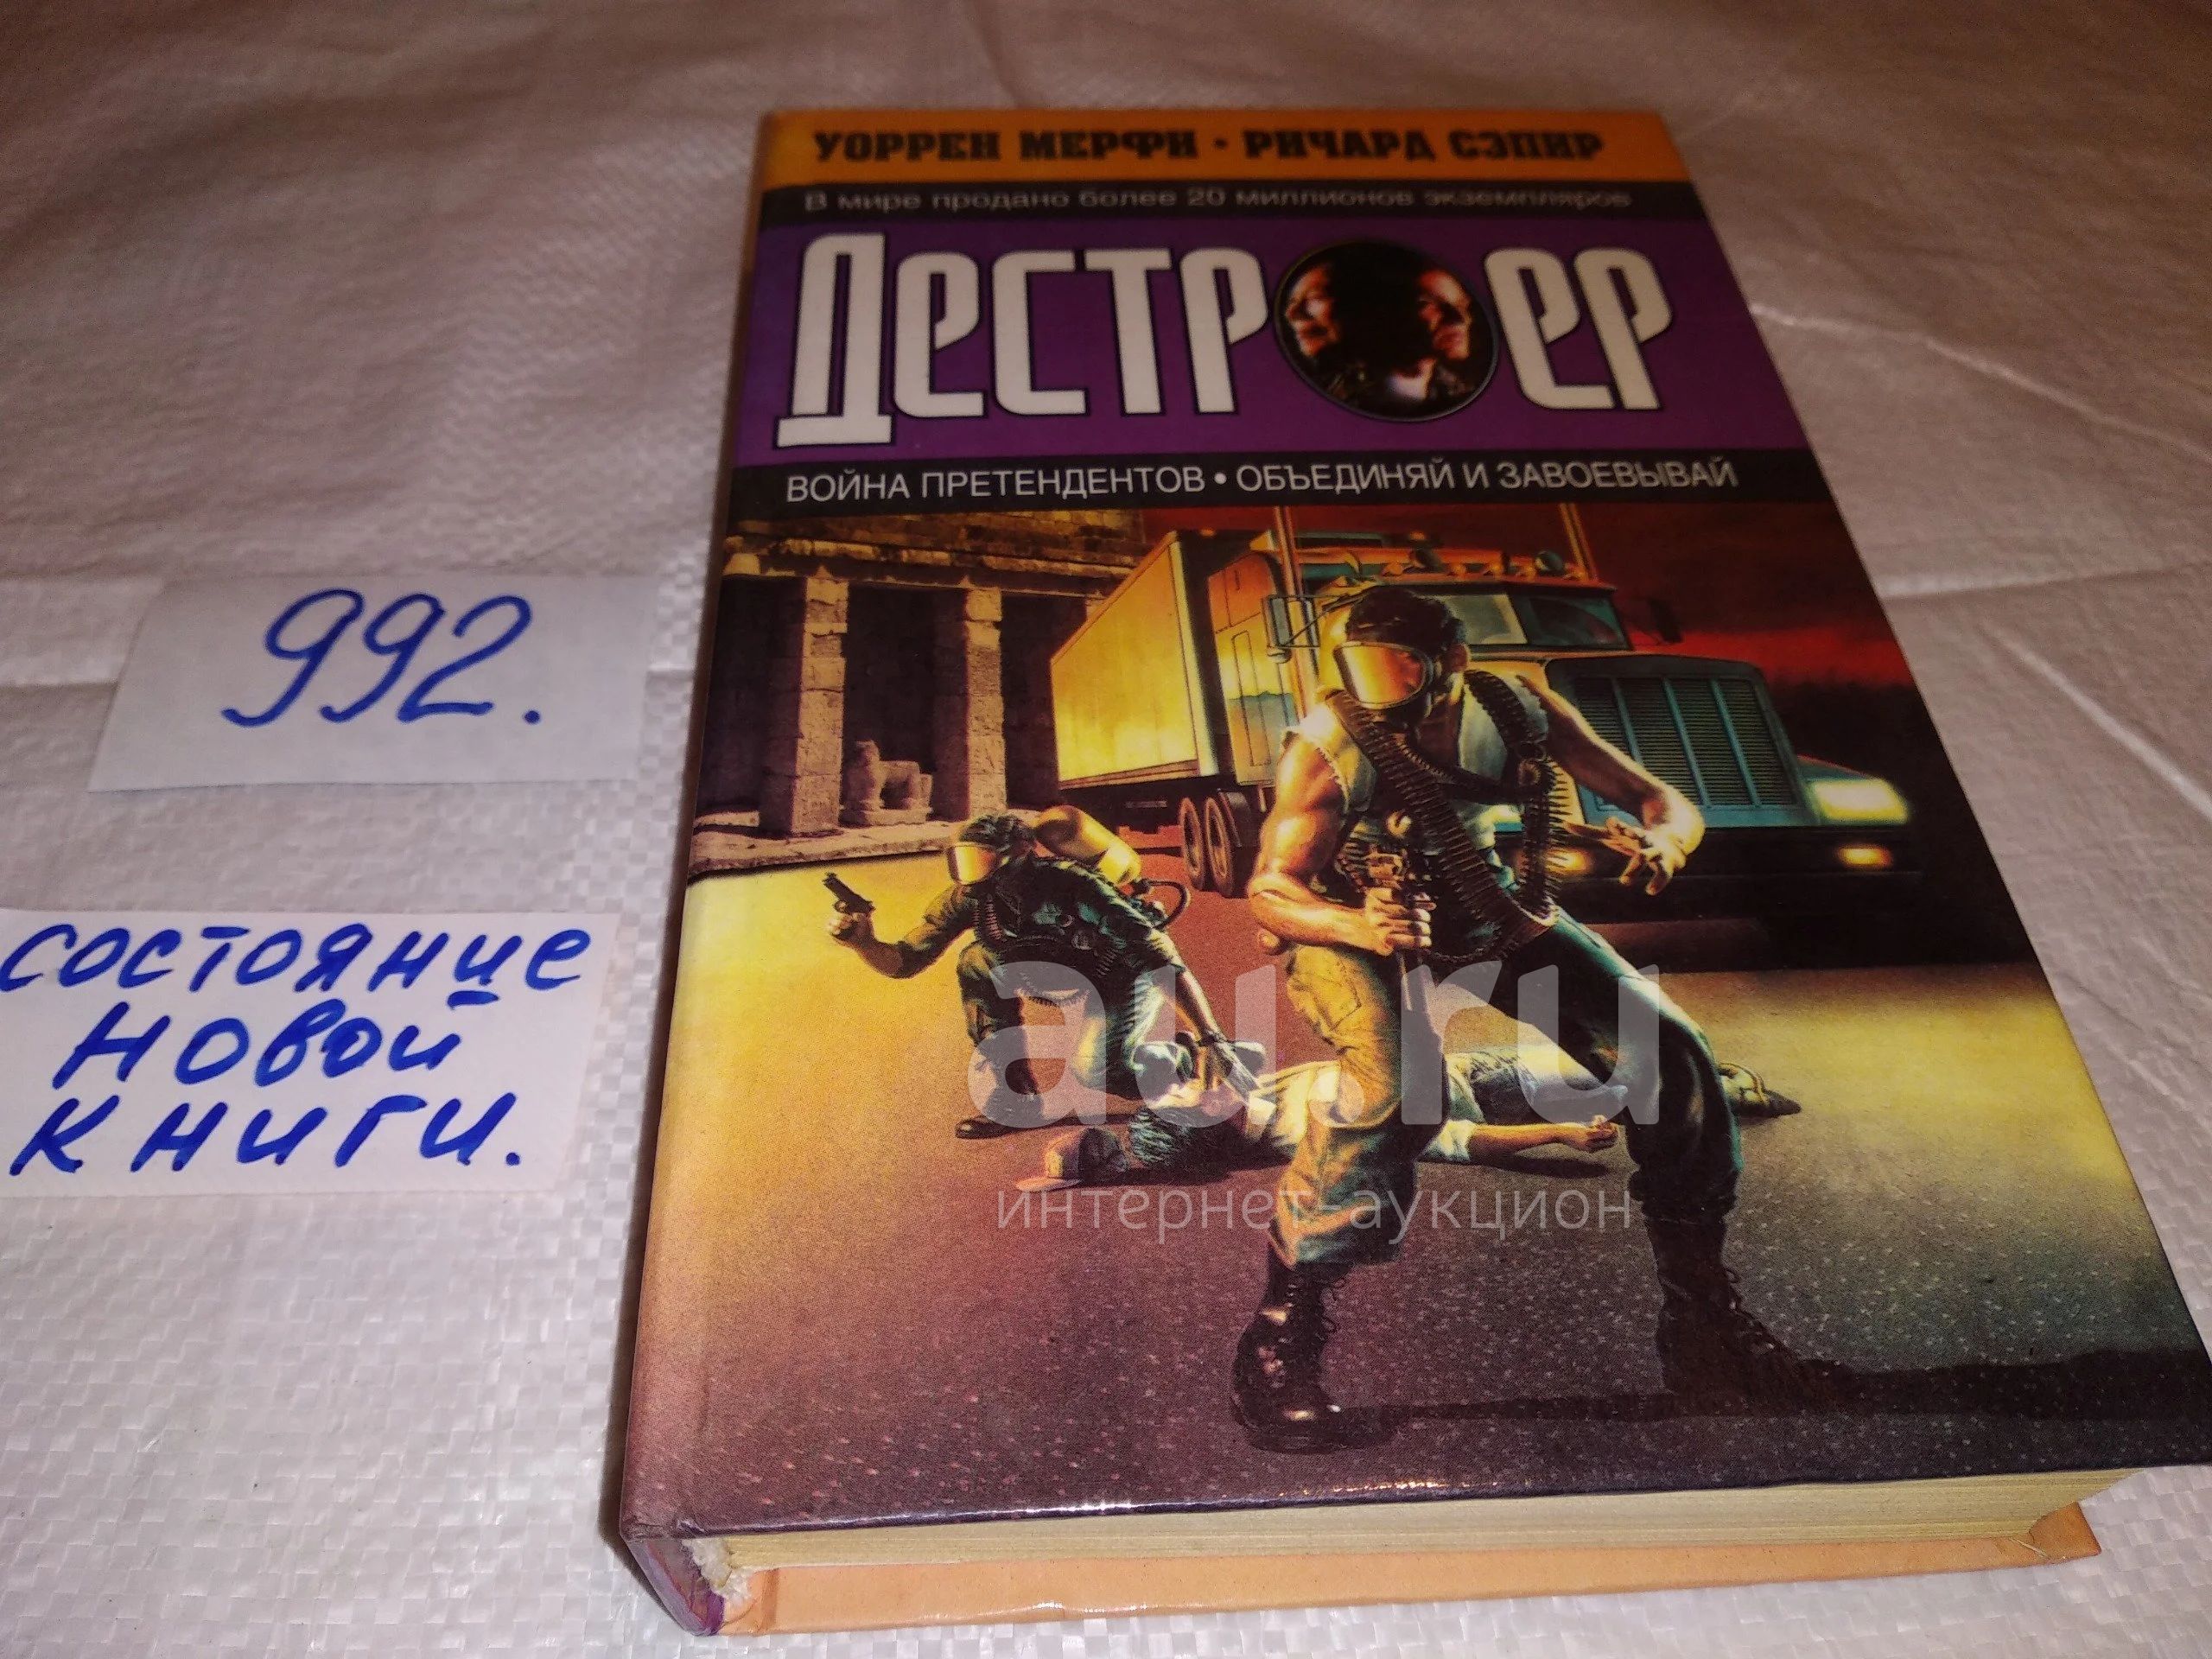 УОРРЕН МЕРФИ • РИЧАРД СЭПИР
В мире продано более 20 миллионов экземпляров
ДЕСТРОЕР
ВОЙНА ПРЕТЕНДЕНТОВ • ОБЪЕДИНЯЙ И ЗАВОЕВЫВАЙ
992.
состояние
новой
книги.
au.ru
интернет-аукцион